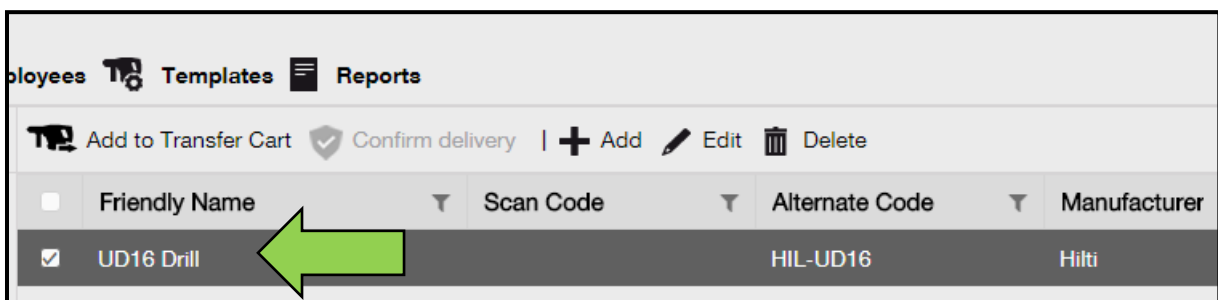 ployees Templates Reports
Add to Transfer Cart Confirm delivery | Add Edit Delete
Friendly Name Scan Code Alternate Code Manufacturer
UD16 Drill HIL-UD16 Hilti